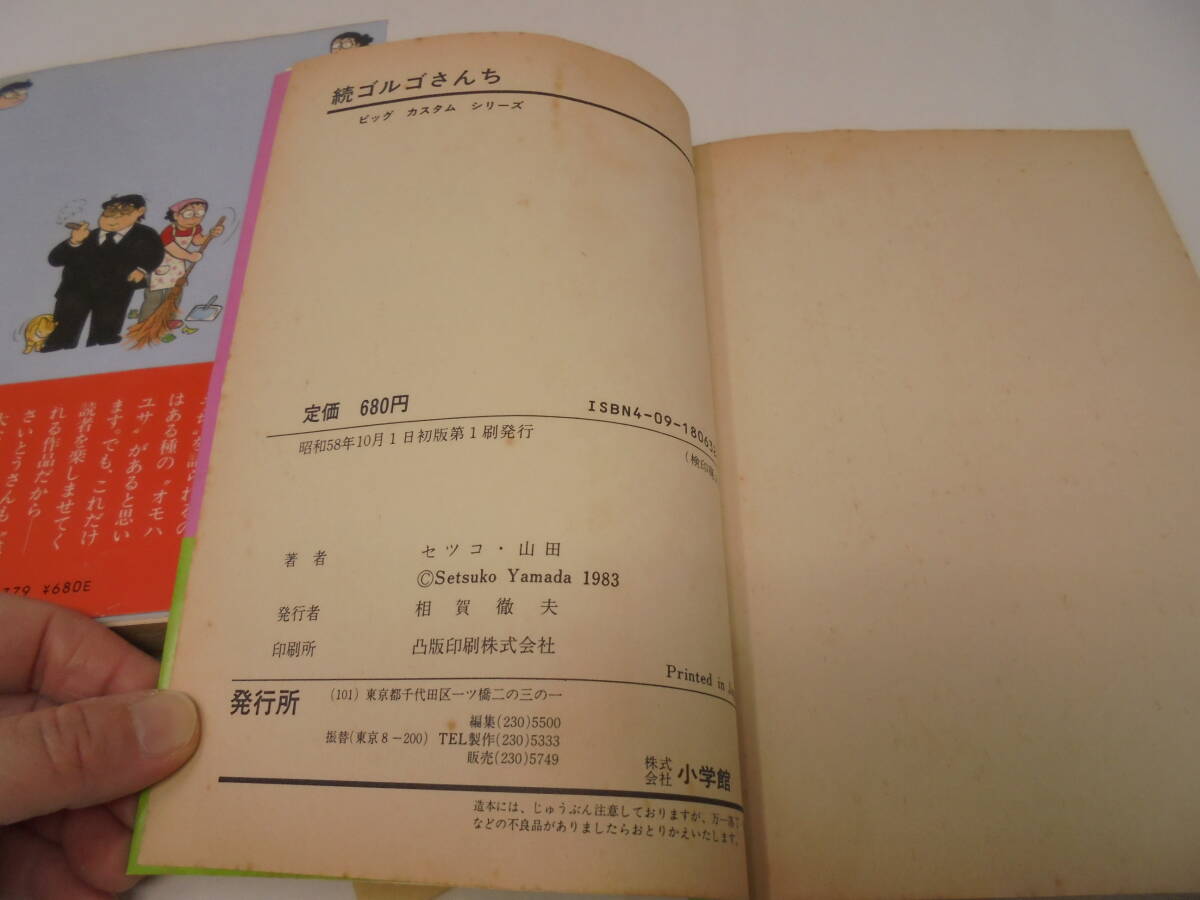 続ゴルゴさんち
ビッグ カスタム シリーズ
定価 680円
ISBN4-09-18063
昭和58年10月1日初版第1刷発行
(検印廃
著者 セツコ・山田
©Setsuko Yamada 1983
発行者 相賀徹夫
印刷所 凸版印刷株式会社
Printed in
発行所 (101) 東京都千代田区一ツ橋二の三の一
編集(230)5500
振替(東京8-200) TEL製作(230)5333
販売(230)5749
株式会社 小学館
造本には、じゅうぶん注意しておりますが、万一落丁
などの不良品がありましたらおとりかえいたします。
はある種の〝オモハ
ユサ〟があると思い
ます。でも、これだけ
読者を楽しませてく
れる作品だから——
さいとうさんも
379 ¥680E